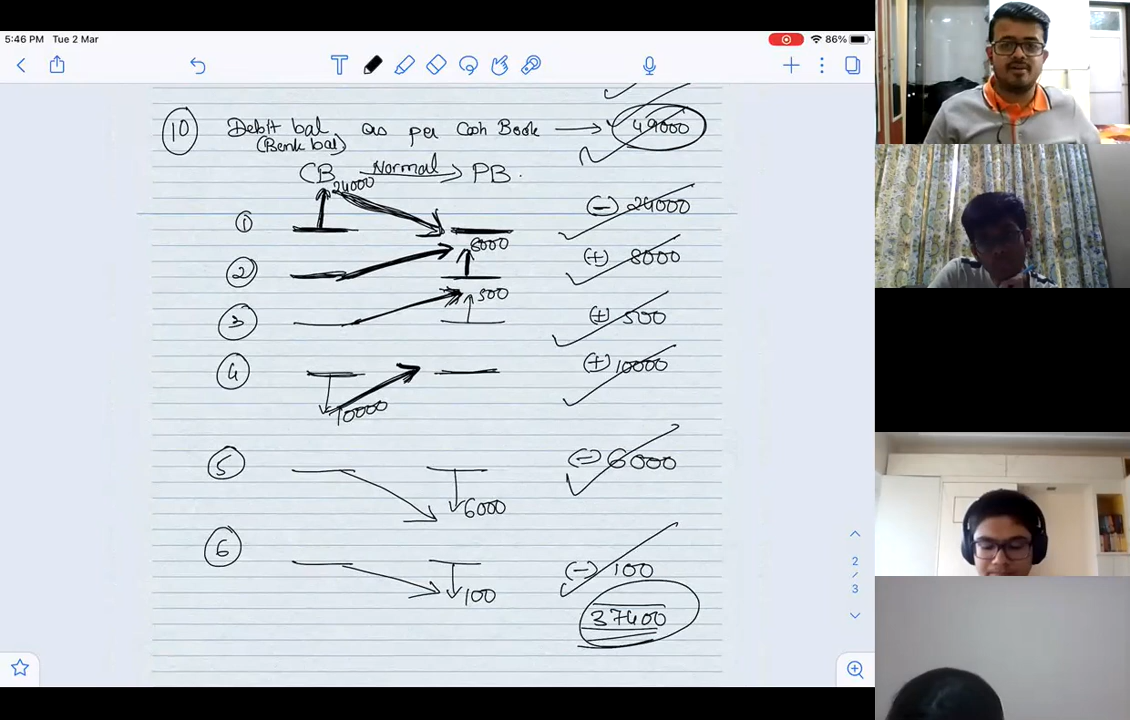 5:46 PM Tue 2 Mar
86%
T
10 Debit bal as per Cash Book → 49000
(Bank bal)
CB Normal → PB.
24000
1 (-) 24000
8000
2 (+) 8000
500
3 (+) 500
4 (+) 10000
10000
5 (-) 6000
6000
6 (-) 100
100
37400
2
/
3